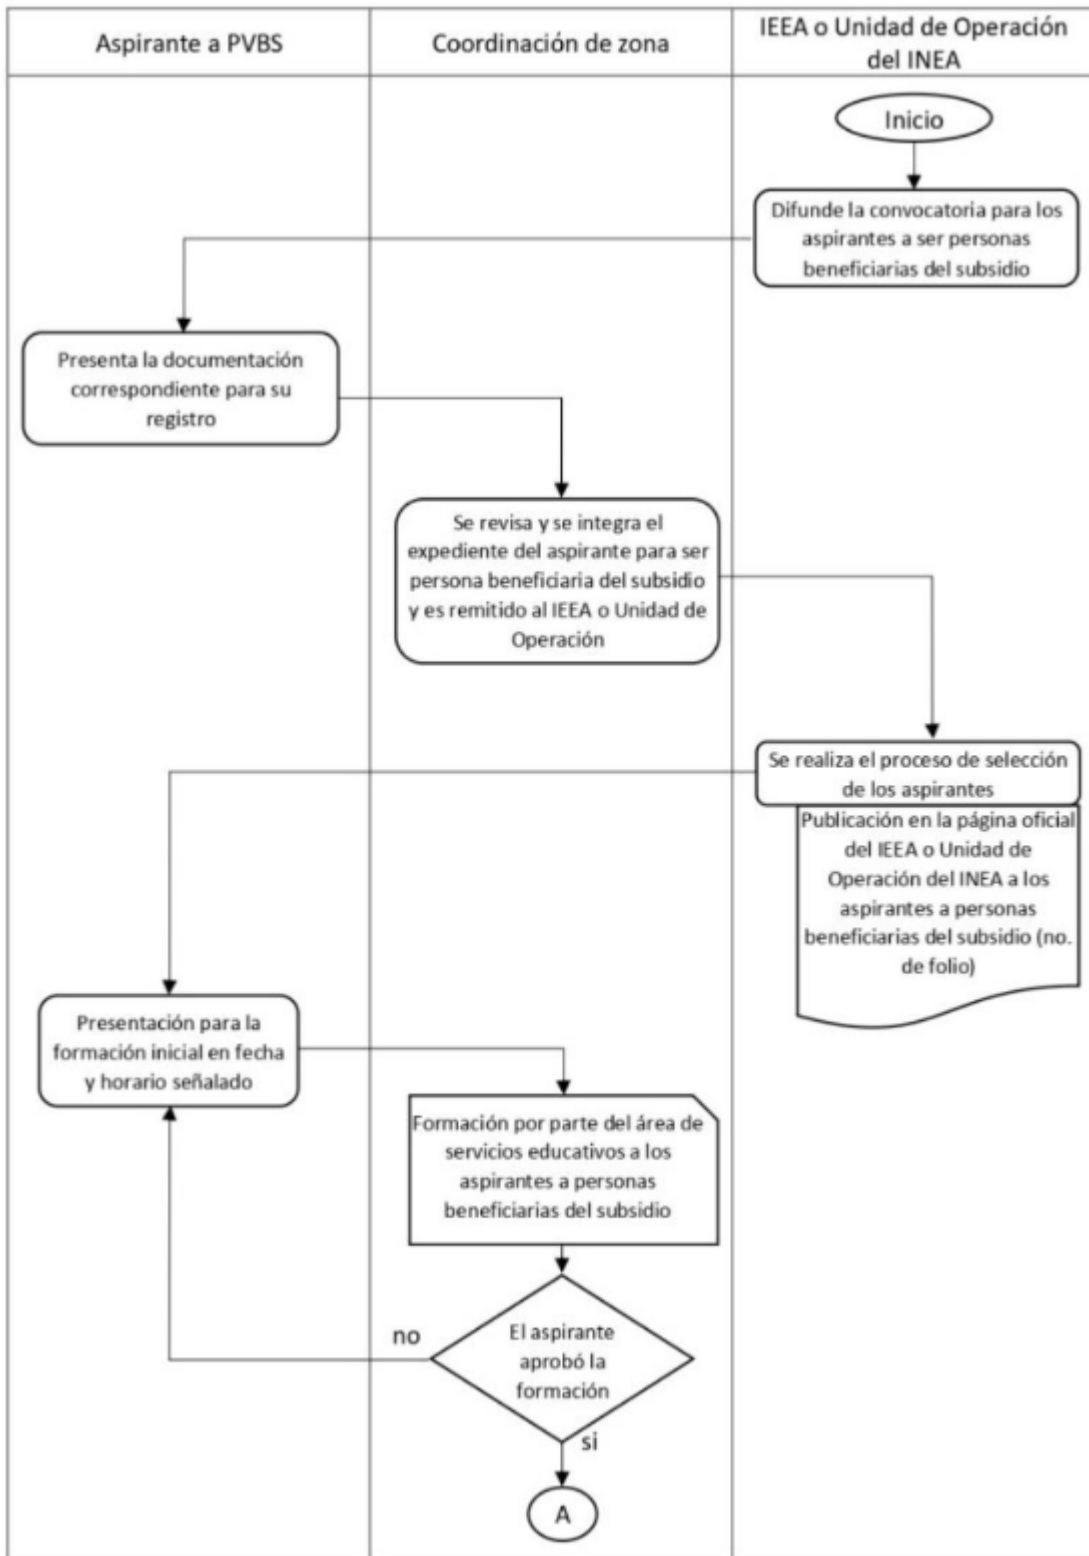 Aspirante a PVBS
Coordinación de zona
IEEA o Unidad de Operación
del INEA
Inicio
Difunde la convocatoria para los
aspirantes a ser personas
beneficiarias del subsidio
Presenta la documentación
correspondiente para su
registro
Se revisa y se integra el
expediente del aspirante para ser
persona beneficiaria del subsidio
y es remitido al IEEA o Unidad de
Operación
Se realiza el proceso de selección
de los aspirantes
Publicación en la página oficial
del IEEA o Unidad de
Operación del INEA a los
aspirantes a personas
beneficiarias del subsidio (no.
de folio)
Presentación para la
formación inicial en fecha
y horario señalado
Formación por parte del área de
servicios educativos a los
aspirantes a personas
beneficiarias del subsidio
no
El aspirante
aprobó la
formación
si
A